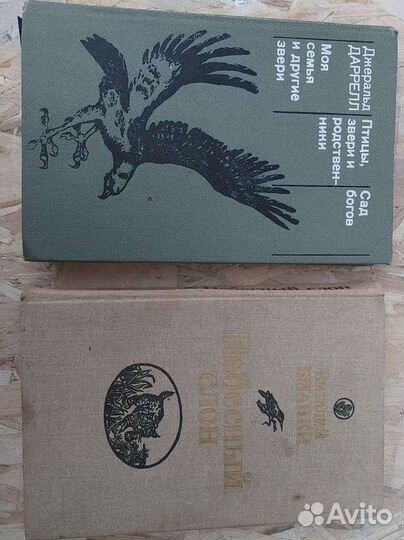 Джеральд
ДАРРЕЛЛ
Моя
семья
и другие
звери
Птицы,
звери и
родствен-
ники
Сад
богов
Виталий
БИАНКИ
Небесный
слон
Avito